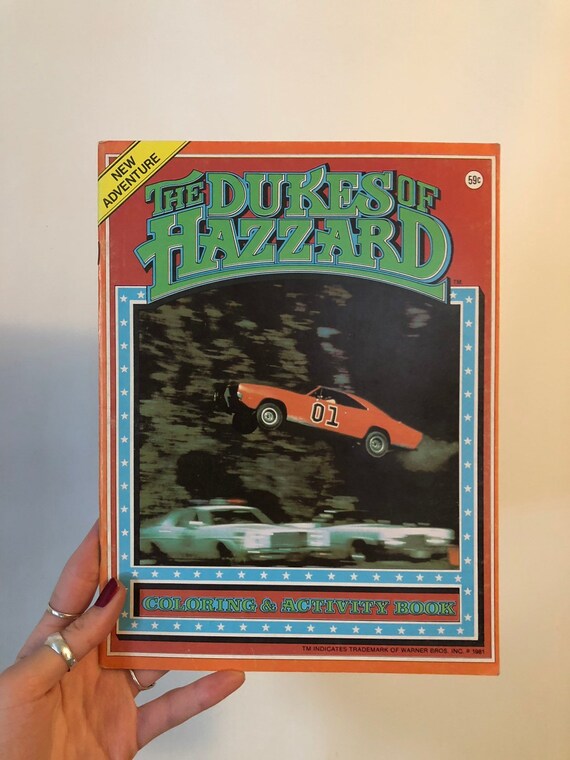 NEW
ADVENTURE
THE DUKES OF
HAZZARD
TM
59¢
01
COLORING & ACTIVITY BOOK
TM INDICATES TRADEMARK OF WARNER BROS. INC. © 1981